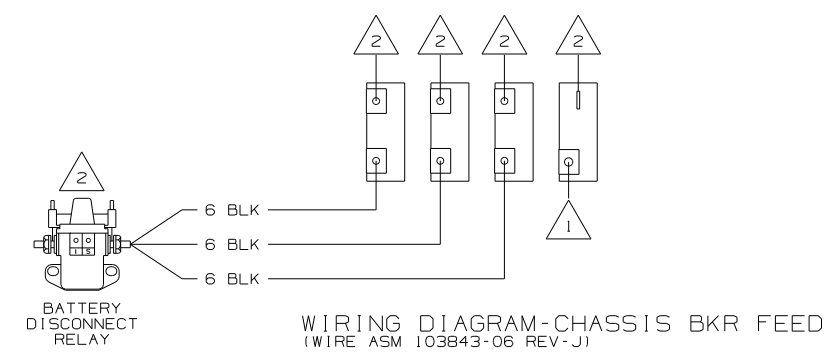 2 2 2 2
2
6 BLK
6 BLK
1
6 BLK
1 S
BATTERY
DISCONNECT
RELAY
WIRING DIAGRAM-CHASSIS BKR FEED
(WIRE ASM 103843-06 REV-J)